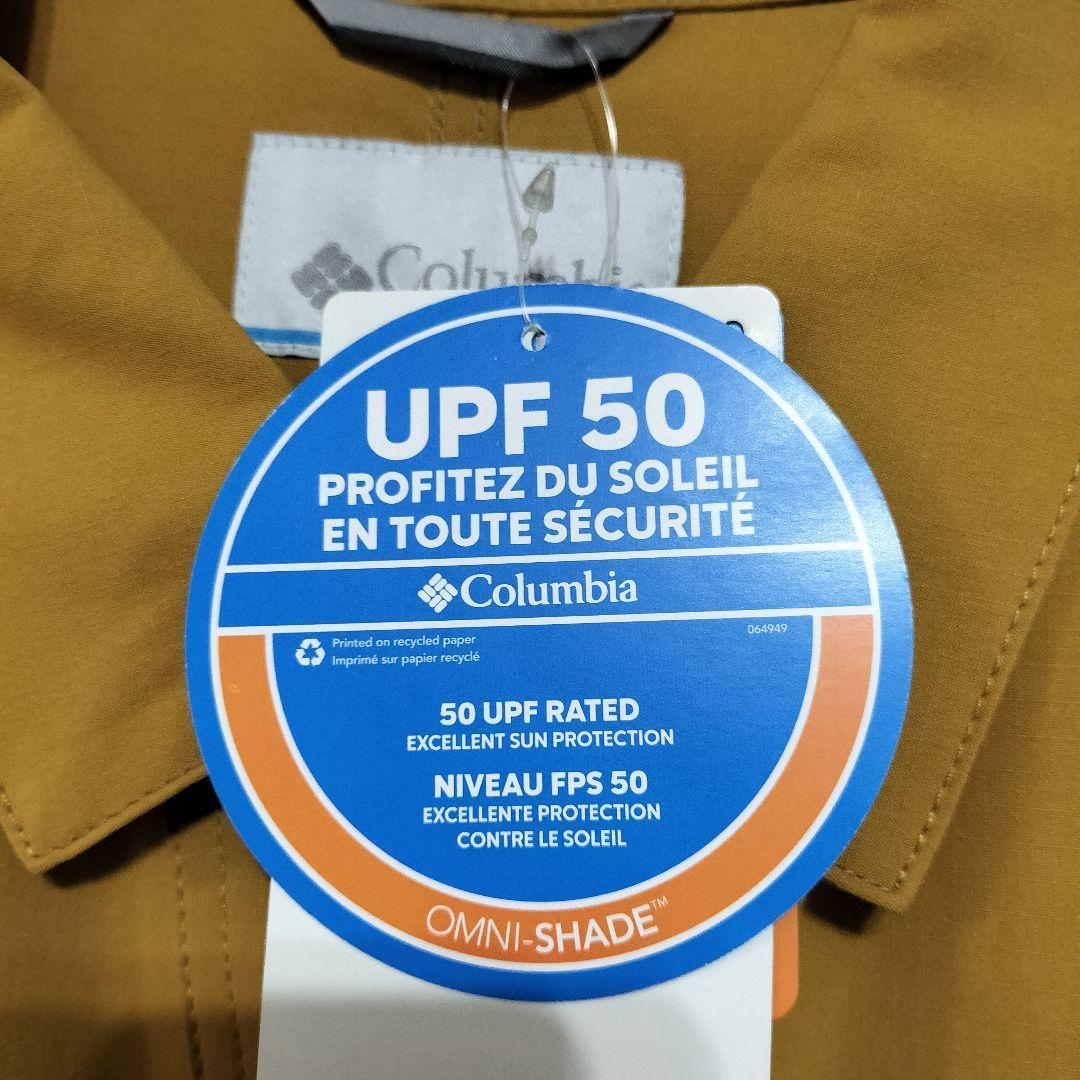 Columbia
UPF 50
PROFITEZ DU SOLEIL
EN TOUTE SÉCURITÉ
Columbia
Printed on recycled paper
Imprimé sur papier recyclé
064949
50 UPF RATED
EXCELLENT SUN PROTECTION
NIVEAU FPS 50
EXCELLENTE PROTECTION
CONTRE LE SOLEIL
OMNI-SHADE™